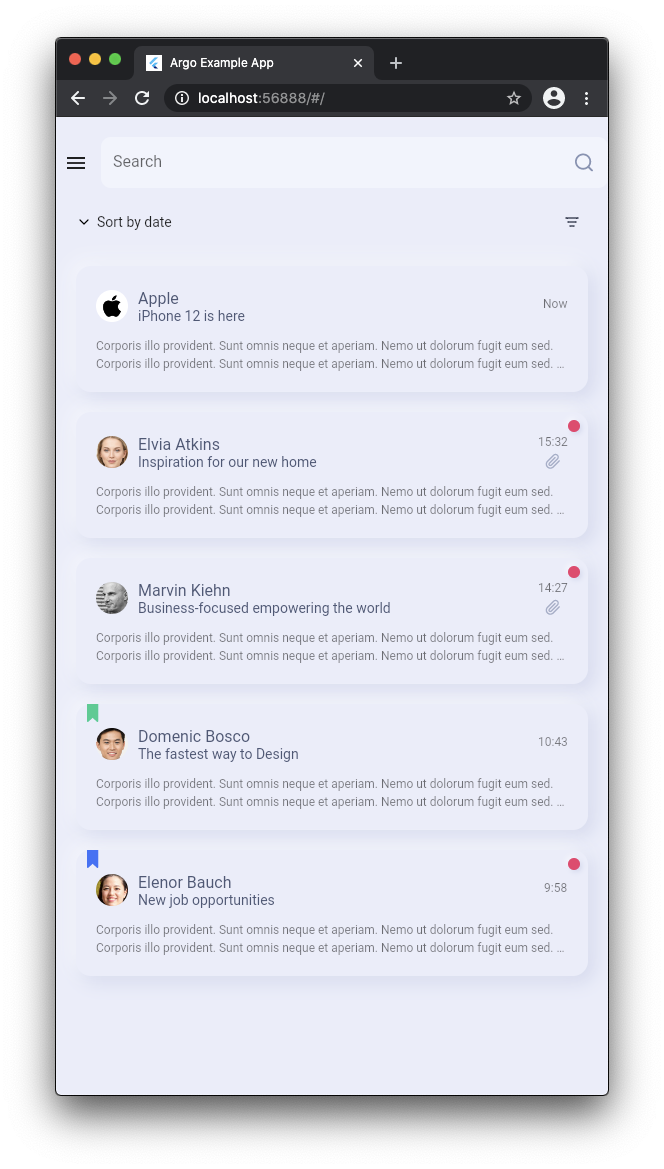 Argo Example App
localhost:56888/#/
Search
Sort by date
Apple
Now
iPhone 12 is here
Corporis illo provident. Sunt omnis neque et aperiam. Nemo ut dolorum fugit eum sed.
Corporis illo provident. Sunt omnis neque et aperiam. Nemo ut dolorum fugit eum sed. ...
Elvia Atkins
15:32
Inspiration for our new home
Corporis illo provident. Sunt omnis neque et aperiam. Nemo ut dolorum fugit eum sed.
Corporis illo provident. Sunt omnis neque et aperiam. Nemo ut dolorum fugit eum sed. ...
Marvin Kiehn
14:27
Business-focused empowering the world
Corporis illo provident. Sunt omnis neque et aperiam. Nemo ut dolorum fugit eum sed.
Corporis illo provident. Sunt omnis neque et aperiam. Nemo ut dolorum fugit eum sed. ...
Domenic Bosco
10:43
The fastest way to Design
Corporis illo provident. Sunt omnis neque et aperiam. Nemo ut dolorum fugit eum sed.
Corporis illo provident. Sunt omnis neque et aperiam. Nemo ut dolorum fugit eum sed. ...
Elenor Bauch
9:58
New job opportunities
Corporis illo provident. Sunt omnis neque et aperiam. Nemo ut dolorum fugit eum sed.
Corporis illo provident. Sunt omnis neque et aperiam. Nemo ut dolorum fugit eum sed. ...